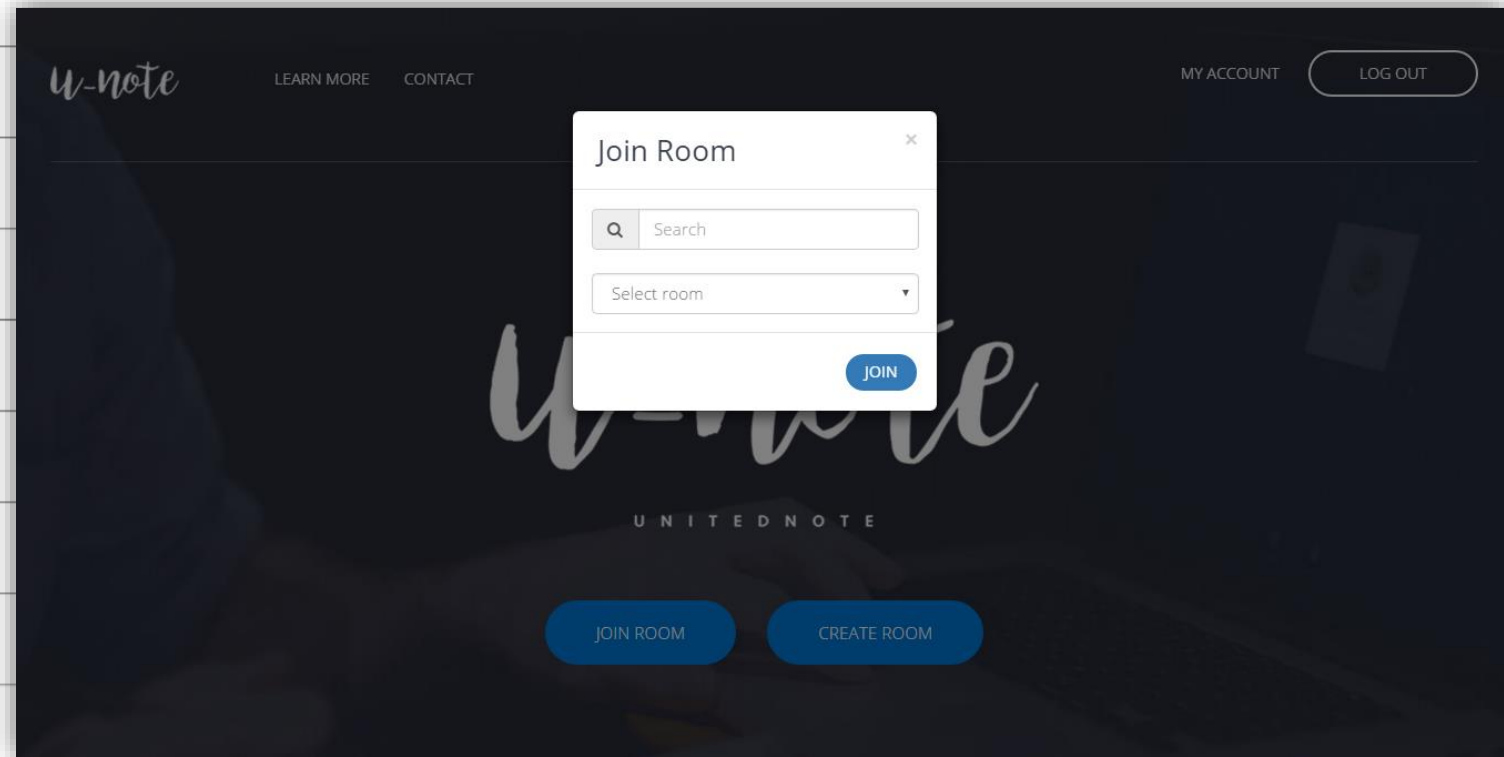 u-note
LEARN MORE CONTACT
MY ACCOUNT LOG OUT
Join Room ×
Search
Select room
JOIN
u-note
UNITEDNOTE
JOIN ROOM CREATE ROOM